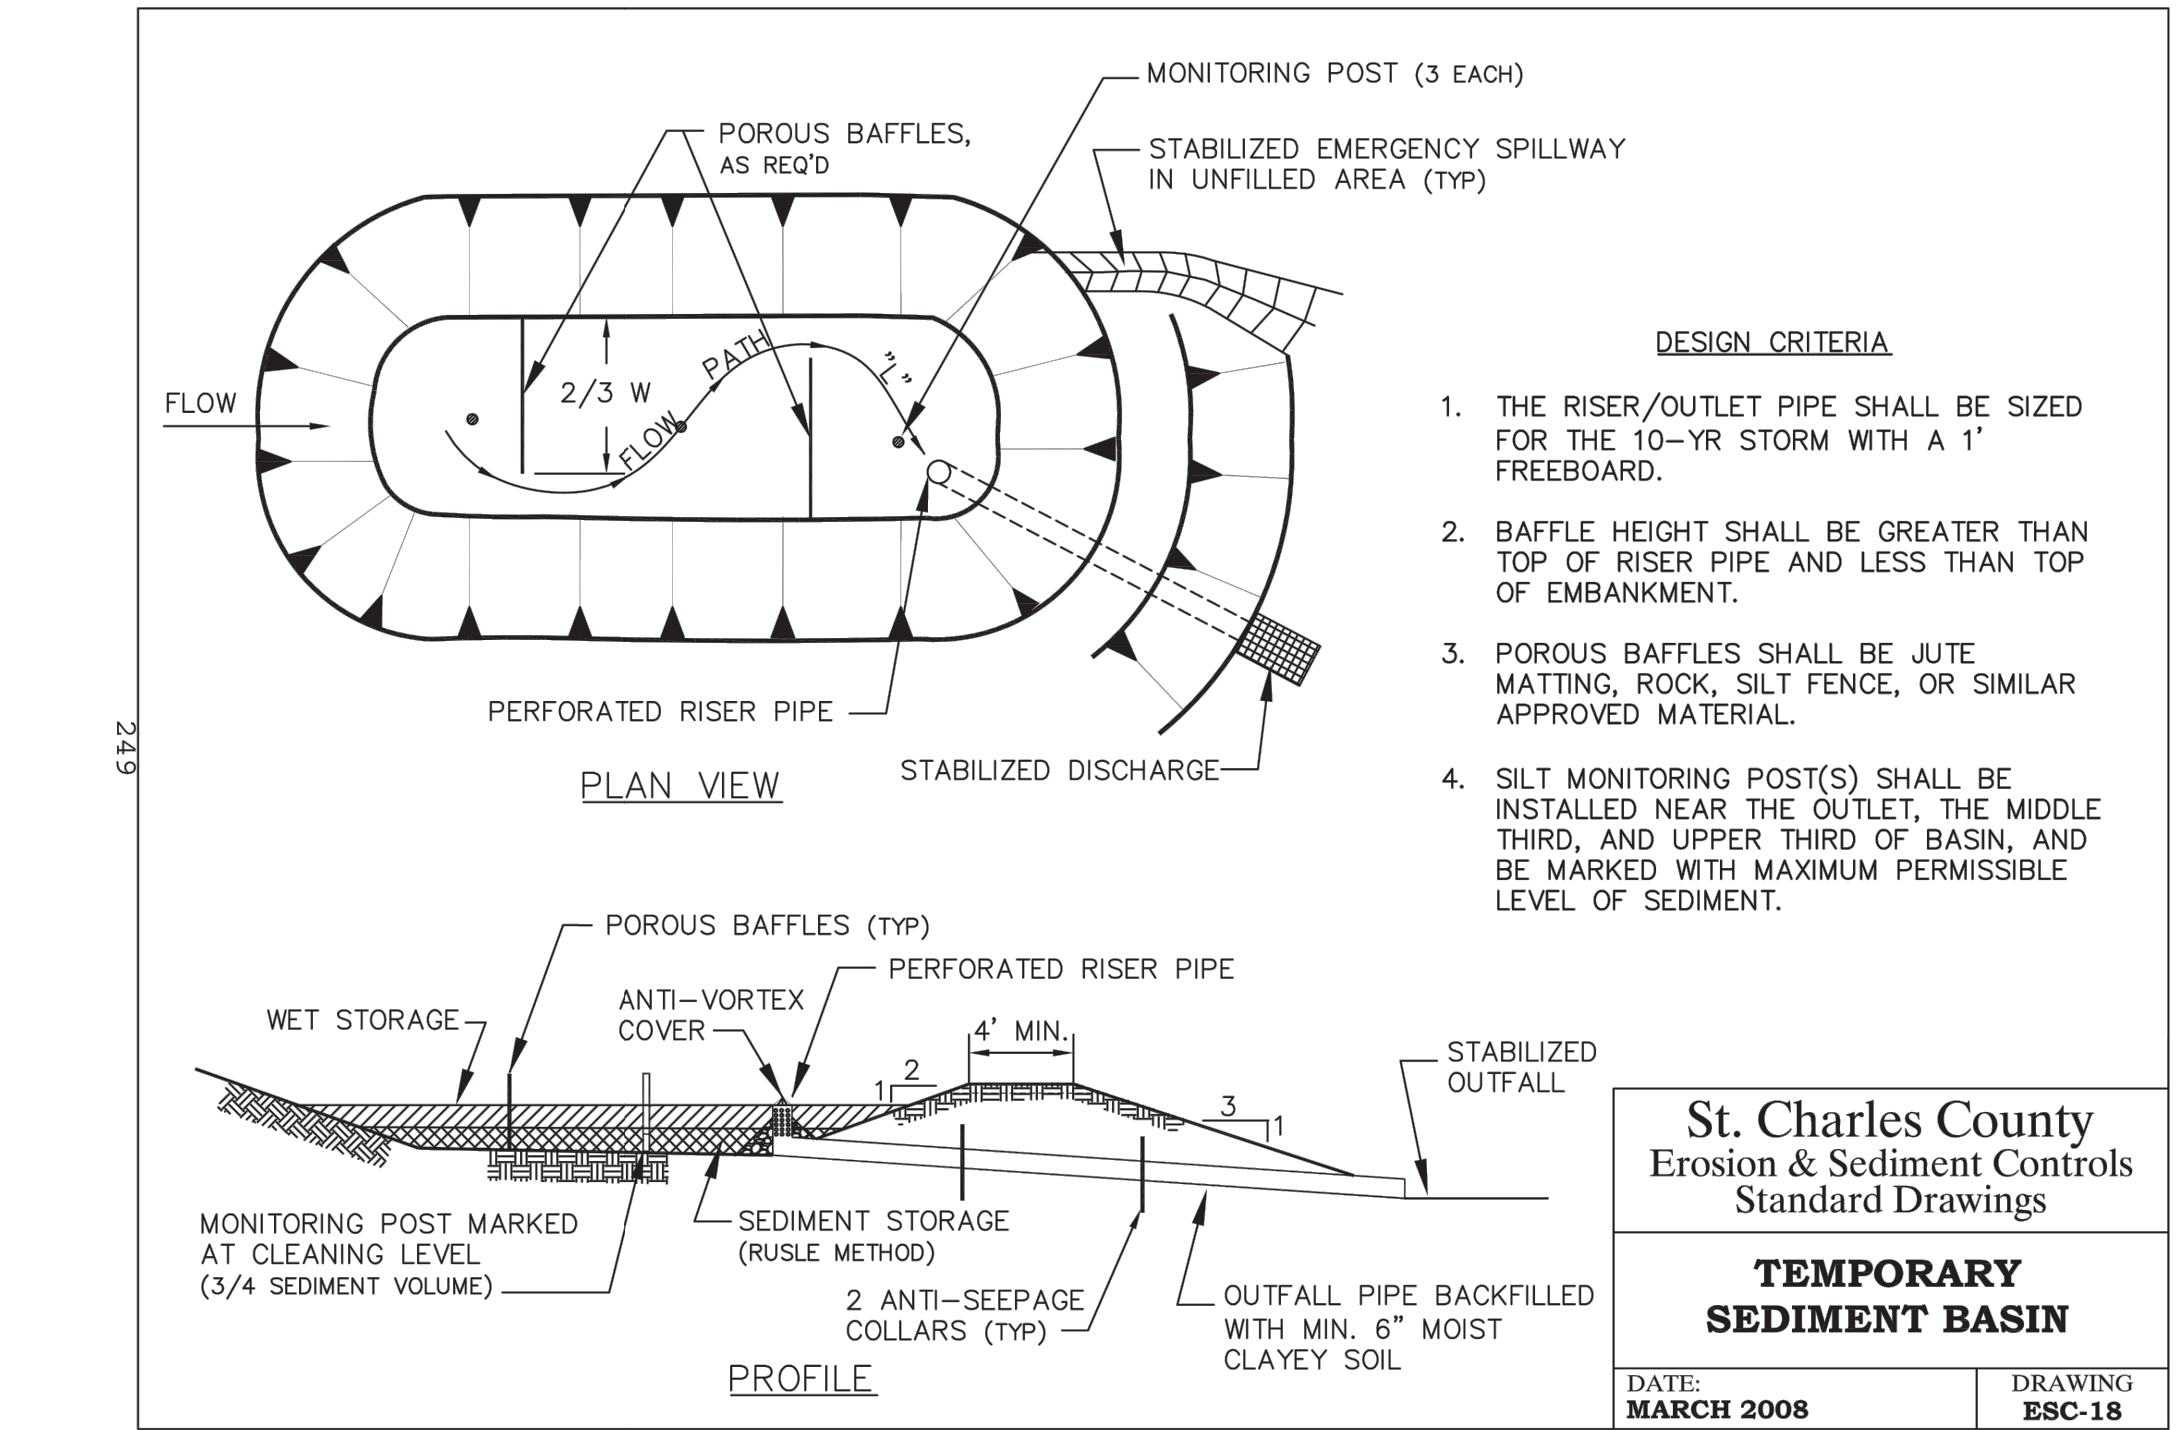 MONITORING POST (3 EACH)
POROUS BAFFLES,
AS REQ'D
STABILIZED EMERGENCY SPILLWAY
IN UNFILLED AREA (TYP)
FLOW
2/3 W
FLOW
PATH
"L"
PERFORATED RISER PIPE
STABILIZED DISCHARGE
PLAN VIEW
249
DESIGN CRITERIA
1. THE RISER/OUTLET PIPE SHALL BE SIZED
FOR THE 10-YR STORM WITH A 1'
FREEBOARD.
2. BAFFLE HEIGHT SHALL BE GREATER THAN
TOP OF RISER PIPE AND LESS THAN TOP
OF EMBANKMENT.
3. POROUS BAFFLES SHALL BE JUTE
MATTING, ROCK, SILT FENCE, OR SIMILAR
APPROVED MATERIAL.
4. SILT MONITORING POST(S) SHALL BE
INSTALLED NEAR THE OUTLET, THE MIDDLE
THIRD, AND UPPER THIRD OF BASIN, AND
BE MARKED WITH MAXIMUM PERMISSIBLE
LEVEL OF SEDIMENT.
POROUS BAFFLES (TYP)
PERFORATED RISER PIPE
ANTI-VORTEX
COVER
WET STORAGE
4' MIN.
1
2
3
1
STABILIZED
OUTFALL
MONITORING POST MARKED
AT CLEANING LEVEL
(3/4 SEDIMENT VOLUME)
SEDIMENT STORAGE
(RUSLE METHOD)
2 ANTI-SEEPAGE
COLLARS (TYP)
OUTFALL PIPE BACKFILLED
WITH MIN. 6" MOIST
CLAYEY SOIL
PROFILE
St. Charles County
Erosion & Sediment Controls
Standard Drawings
TEMPORARY
SEDIMENT BASIN
DATE:
MARCH 2008
DRAWING
ESC-18